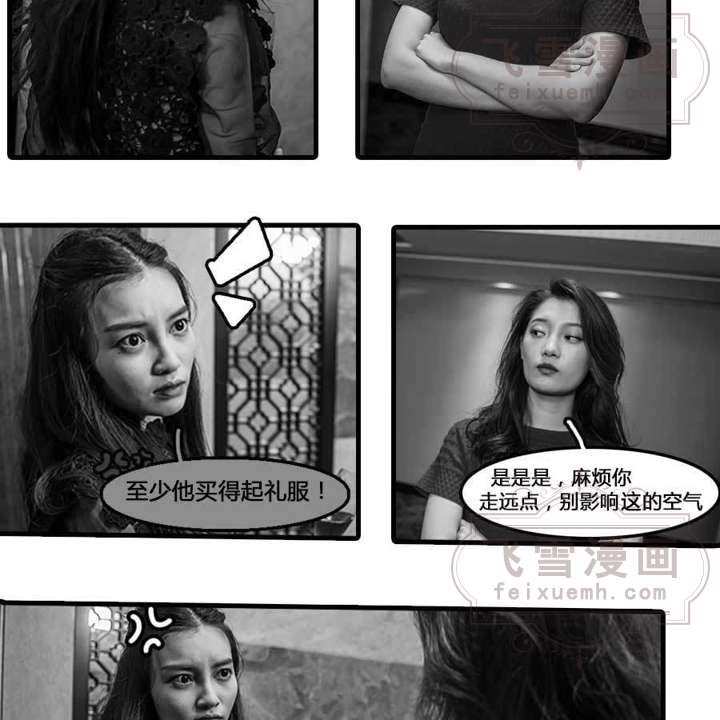 飞雪漫画
feixuemh.com
至少他买得起礼服！
是是是，麻烦你
走远点，别影响这的空气
飞雪漫画
feixuemh.com